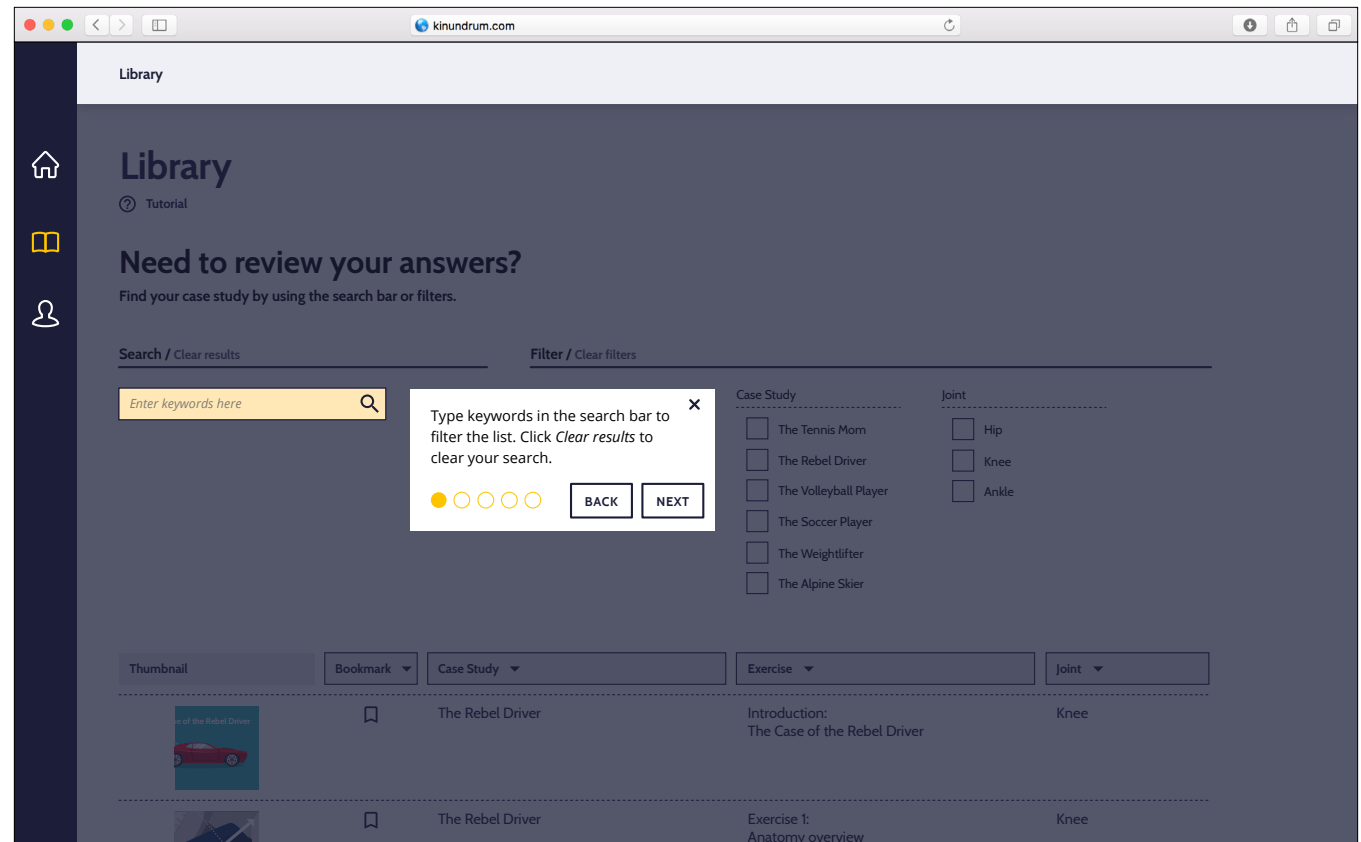 kinundrum.com
Library
Library
Tutorial
Need to review your answers?
Find your case study by using the search bar or filters.
Search / Clear results
Filter / Clear filters
Enter keywords here
Type keywords in the search bar to
filter the list. Click Clear results to
clear your search.
BACK
NEXT
Case Study
The Tennis Mom
The Rebel Driver
The Volleyball Player
The Soccer Player
The Weightlifter
The Alpine Skier
Joint
Hip
Knee
Ankle
Thumbnail
Bookmark
Case Study
Exercise
Joint
e of the Rebel Driver
The Rebel Driver
Introduction:
The Case of the Rebel Driver
Knee
The Rebel Driver
Exercise 1:
Anatomy overview
Knee